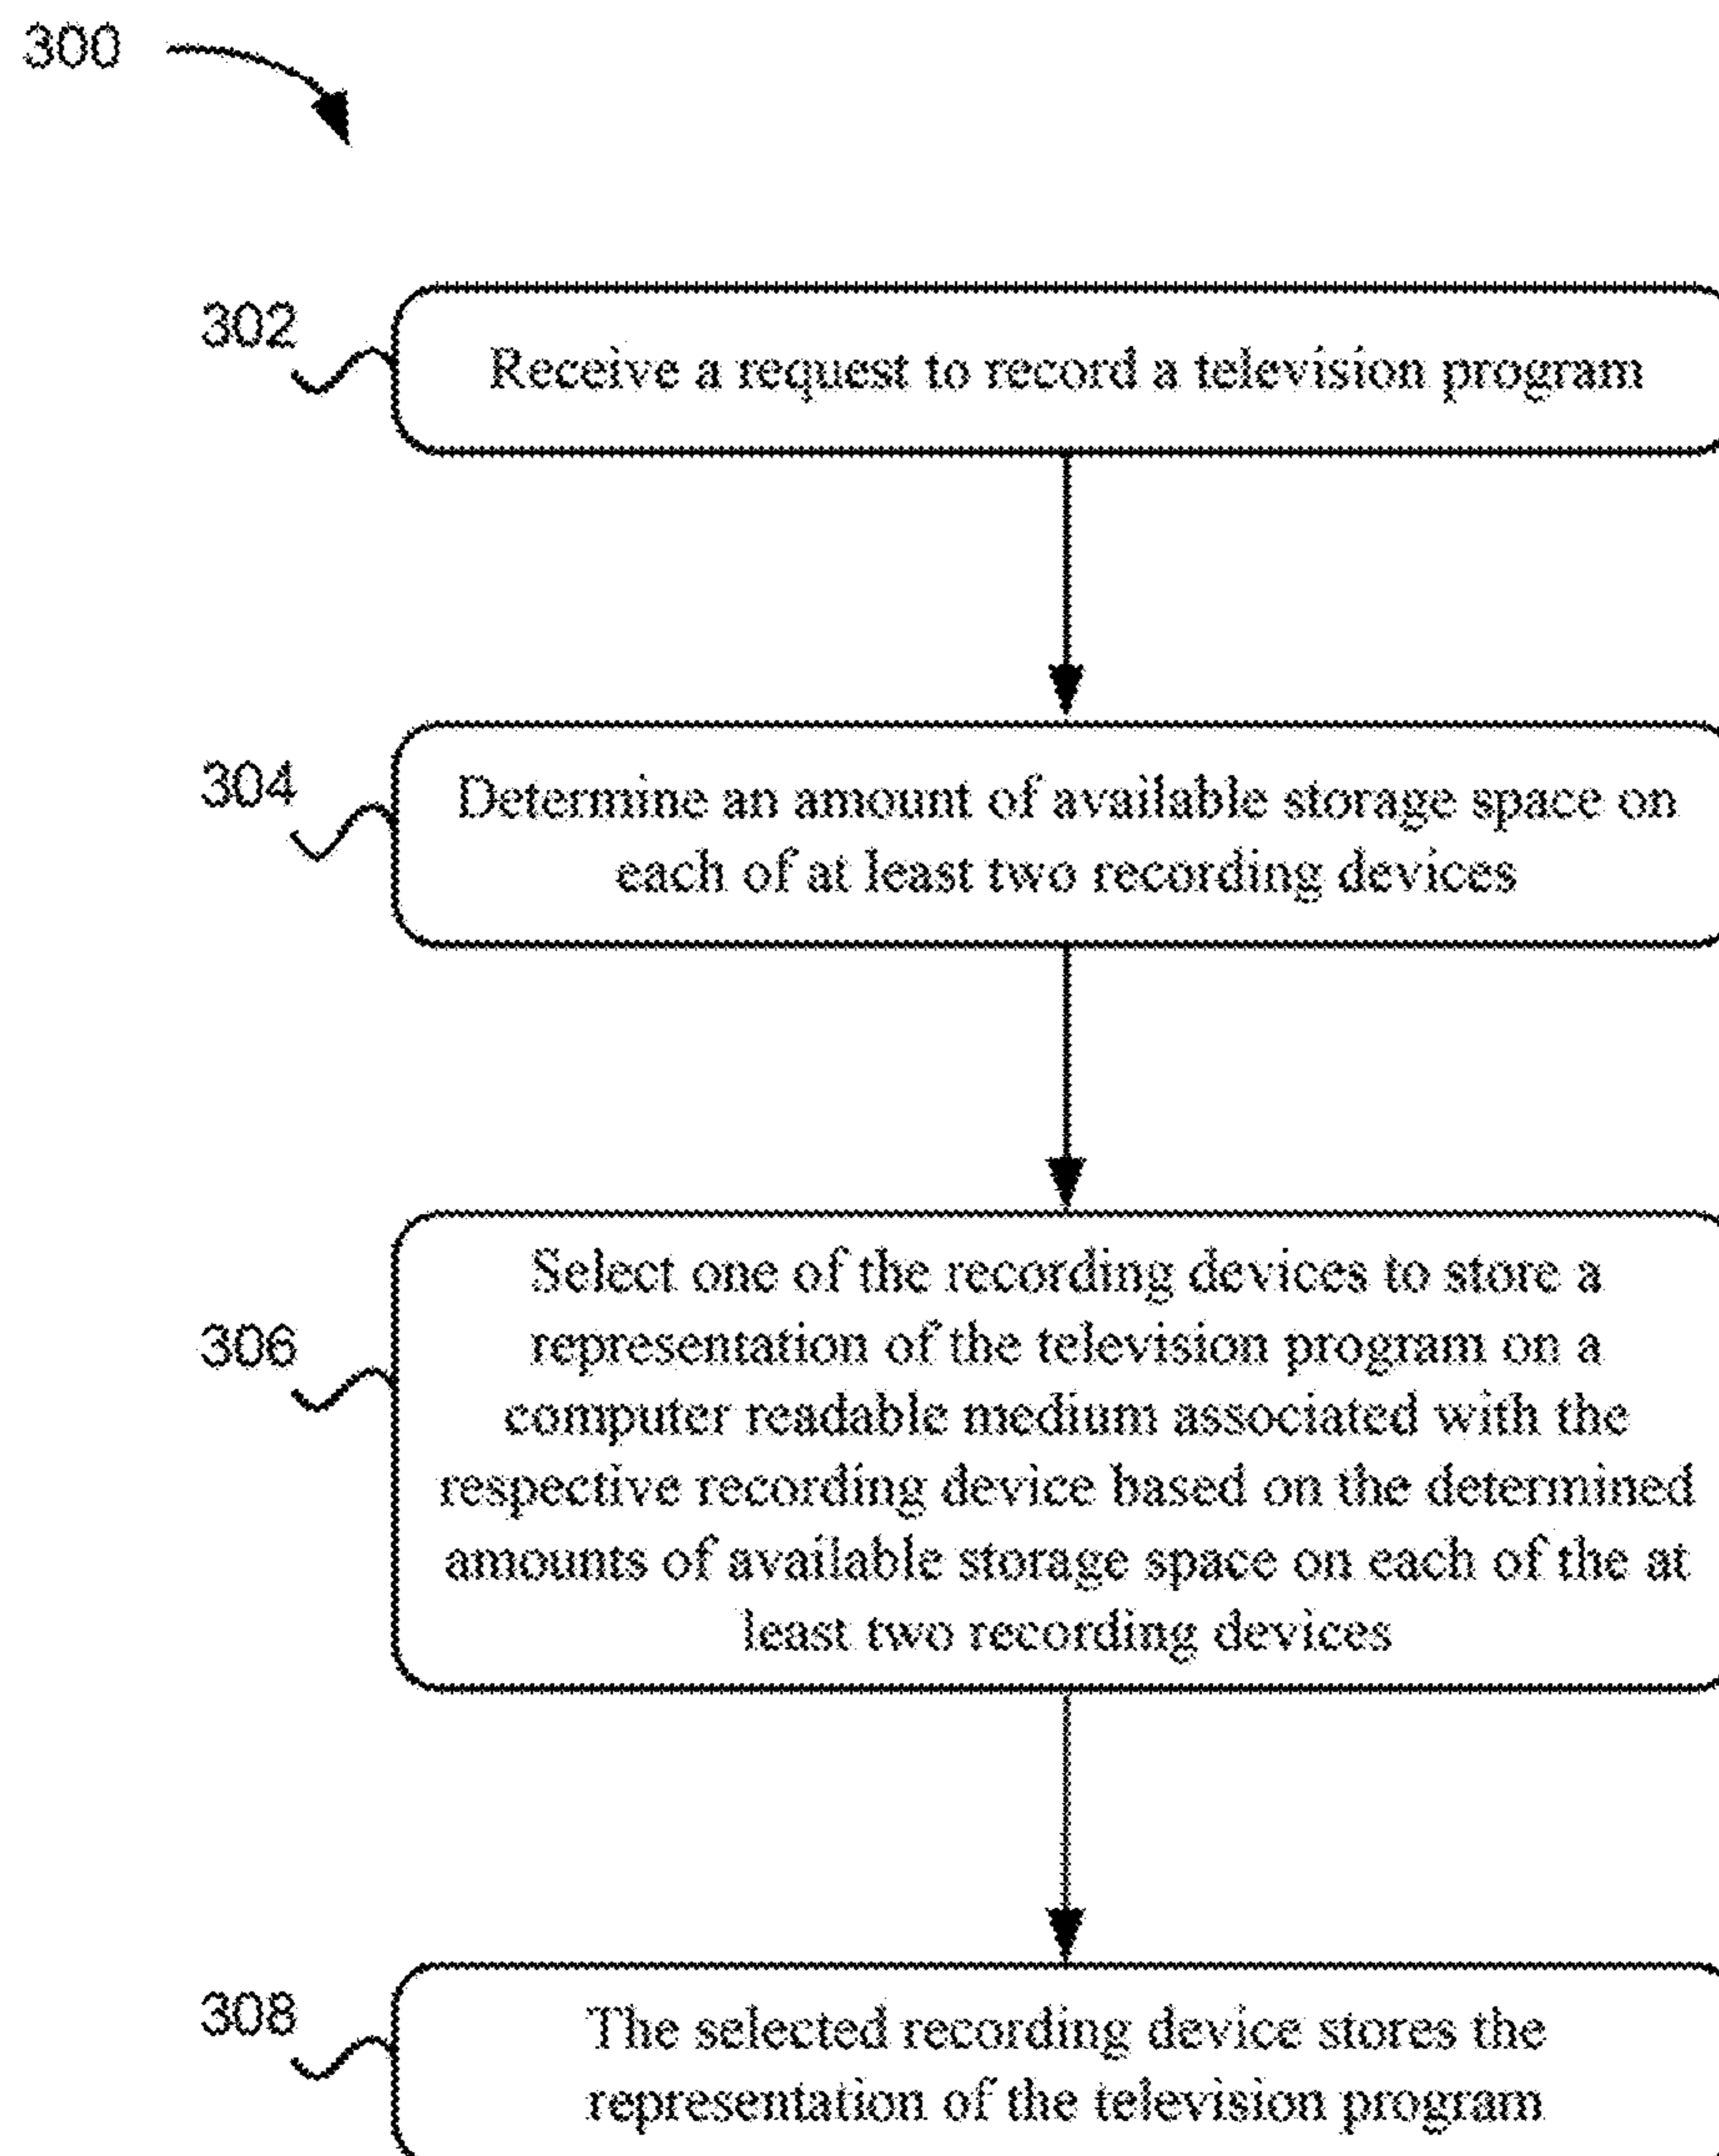 300
302
Receive a request to record a television program
304
Determine an amount of available storage space on
each of at least two recording devices
306
Select one of the recording devices to store a
representation of the television program on a
computer readable medium associated with the
respective recording device based on the determined
amounts of available storage space on each of the at
least two recording devices
308
The selected recording device stores the
representation of the television program